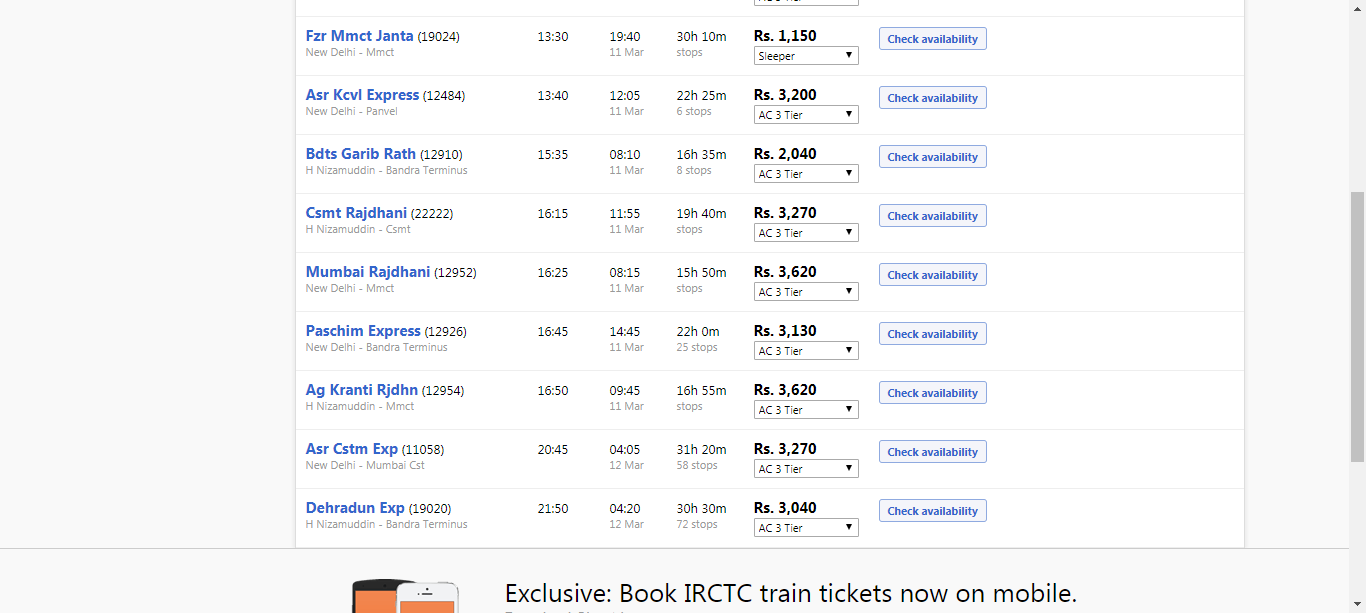 Fzr Mmct Janta (19024) 13:30 19:40 30h 10m Rs. 1,150 Check availability
New Delhi - Mmct 11 Mar stops Sleeper
Asr Kcvl Express (12484) 13:40 12:05 22h 25m Rs. 3,200 Check availability
New Delhi - Panvel 11 Mar 6 stops AC 3 Tier
Bdts Garib Rath (12910) 15:35 08:10 16h 35m Rs. 2,040 Check availability
H Nizamuddin - Bandra Terminus 11 Mar 8 stops AC 3 Tier
Csmt Rajdhani (22222) 16:15 11:55 19h 40m Rs. 3,270 Check availability
H Nizamuddin - Csmt 11 Mar stops AC 3 Tier
Mumbai Rajdhani (12952) 16:25 08:15 15h 50m Rs. 3,620 Check availability
New Delhi - Mmct 11 Mar stops AC 3 Tier
Paschim Express (12926) 16:45 14:45 22h 0m Rs. 3,130 Check availability
New Delhi - Bandra Terminus 11 Mar 25 stops AC 3 Tier
Ag Kranti Rjdhn (12954) 16:50 09:45 16h 55m Rs. 3,620 Check availability
H Nizamuddin - Mmct 11 Mar stops AC 3 Tier
Asr Cstm Exp (11058) 20:45 04:05 31h 20m Rs. 3,270 Check availability
New Delhi - Mumbai Cst 12 Mar 58 stops AC 3 Tier
Dehradun Exp (19020) 21:50 04:20 30h 30m Rs. 3,040 Check availability
H Nizamuddin - Bandra Terminus 12 Mar 72 stops AC 3 Tier
Exclusive: Book IRCTC train tickets now on mobile.